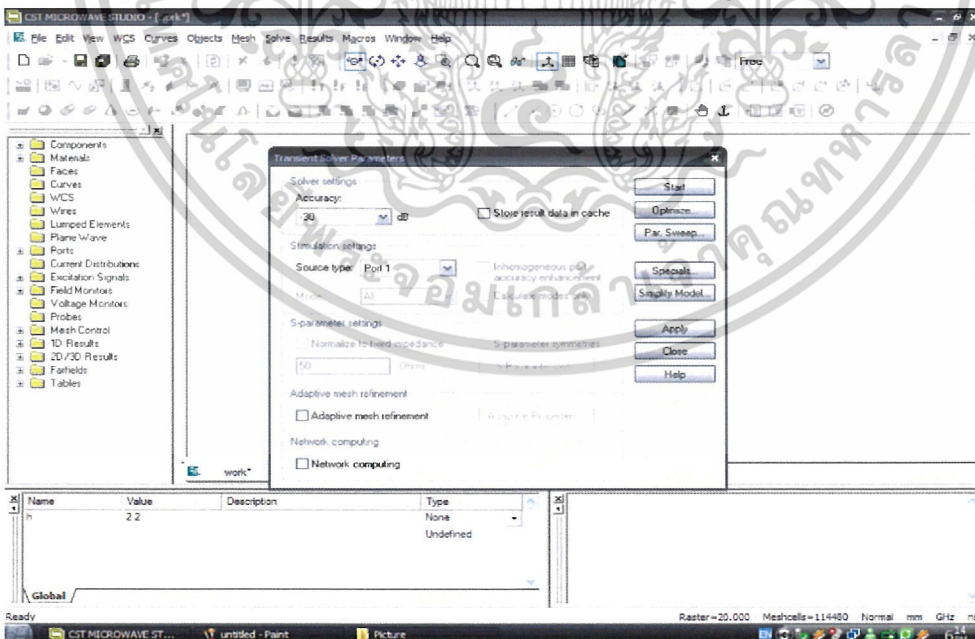 CST MICROWAVE STUDIO - [work*]
File Edit View WCS Curves Objects Mesh Solve Results Macros Window Help
Free
Components
Materials
Faces
Curves
WCS
Wires
Lumped Elements
Plane Wave
Ports
Current Distributions
Excitation Signals
Field Monitors
Voltage Monitors
Probes
Mesh Control
1D Results
2D/3D Results
Farfields
Tables
Transient Solver Parameters
Solver settings
Accuracy:
-30 dB
Store result data in cache
Stimulation settings
Source type: Port 1
Inhomogeneous port
accuracy enhancement
Mode: All
Calculate modes only
S-parameter settings
Normalize to fixed impedance
S-parameter symmetries
50 Ohms
Adaptive mesh refinement
Adaptive mesh refinement
Network computing
Network computing
Start
Optimize...
Par. Sweep...
Specials...
Simplify Model...
Apply
Close
Help
work*
Name Value Description Type
h 2.2 None
Undefined
Global
Ready Raster=20.000 Meshcells=114480 Normal mm GHz
CST MICROWAVE ST... untitled - Paint Picture EN